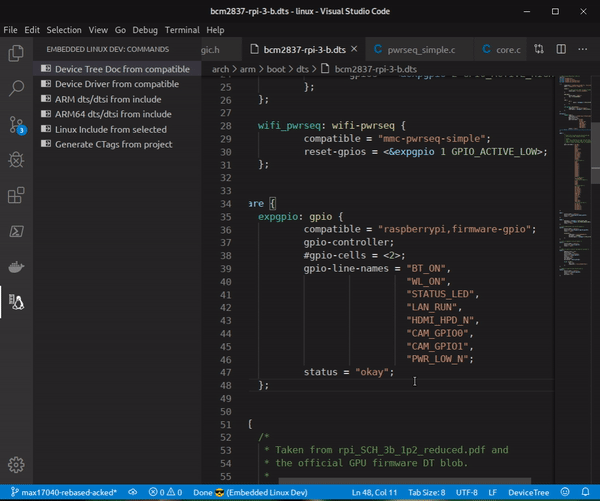 bcm2837-rpi-3-b.dts - linux - Visual Studio Code
File Edit Selection View Go Debug Terminal Help
EMBEDDED LINUX DEV: COMMANDS
Device Tree Doc from compatible
Device Driver from compatible
ARM dts/dtsi from include
ARM64 dts/dtsi from include
Linux Include from selected
Generate CTags from project
3
gic.h bcm2837-rpi-3-b.dts C pwrseq_simple.c C core.c
arch > arm > boot > dts > bcm2837-rpi-3-b.dts
25 };
26 };
27
28 wifi_pwrseq: wifi-pwrseq {
29 compatible = "mmc-pwrseq-simple";
30 reset-gpios = <&expgpio 1 GPIO_ACTIVE_LOW>;
31 };
32
33
34 are {
35 expgpio: gpio {
36 compatible = "raspberrypi,firmware-gpio";
37 gpio-controller;
38 #gpio-cells = <2>;
39 gpio-line-names = "BT_ON",
40 "WL_ON",
41 "STATUS_LED",
42 "LAN_RUN",
43 "HDMI_HPD_N",
44 "CAM_GPIO0",
45 "CAM_GPIO1",
46 "PWR_LOW_N";
47 status = "okay";
48 };
49
50
51 {
52 /*
53 * Taken from rpi_SCH_3b_1p2_reduced.pdf and
54 * the official GPU firmware DT blob.
55 *
max17040-rebased-acked* 0 0 Done 😎 (Embedded Linux Dev) Ln 48, Col 11 Tab Size: 8 UTF-8 LF DeviceTree